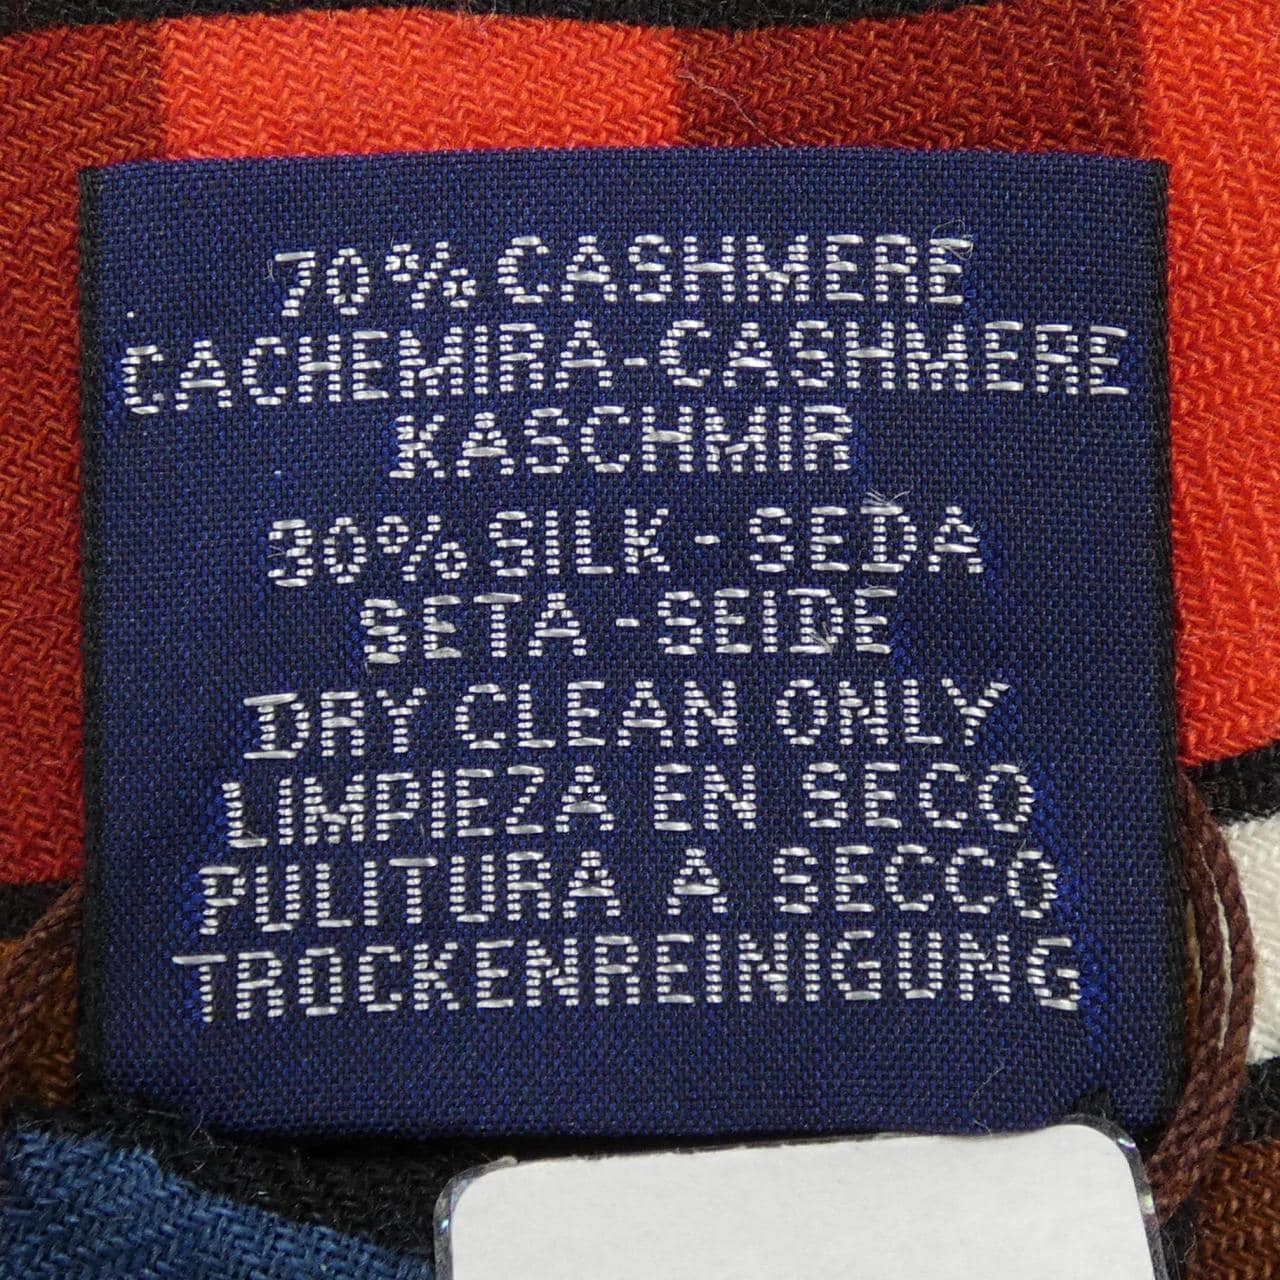 70% CASHMERE
CACHEMIRA-CASHMERE
KASCHMIR
30% SILK - SEDA
SETA - SEIDE
DRY CLEAN ONLY
LIMPIEZA EN SECO
PULITURA A SECCO
TROCKENREINIGUNG